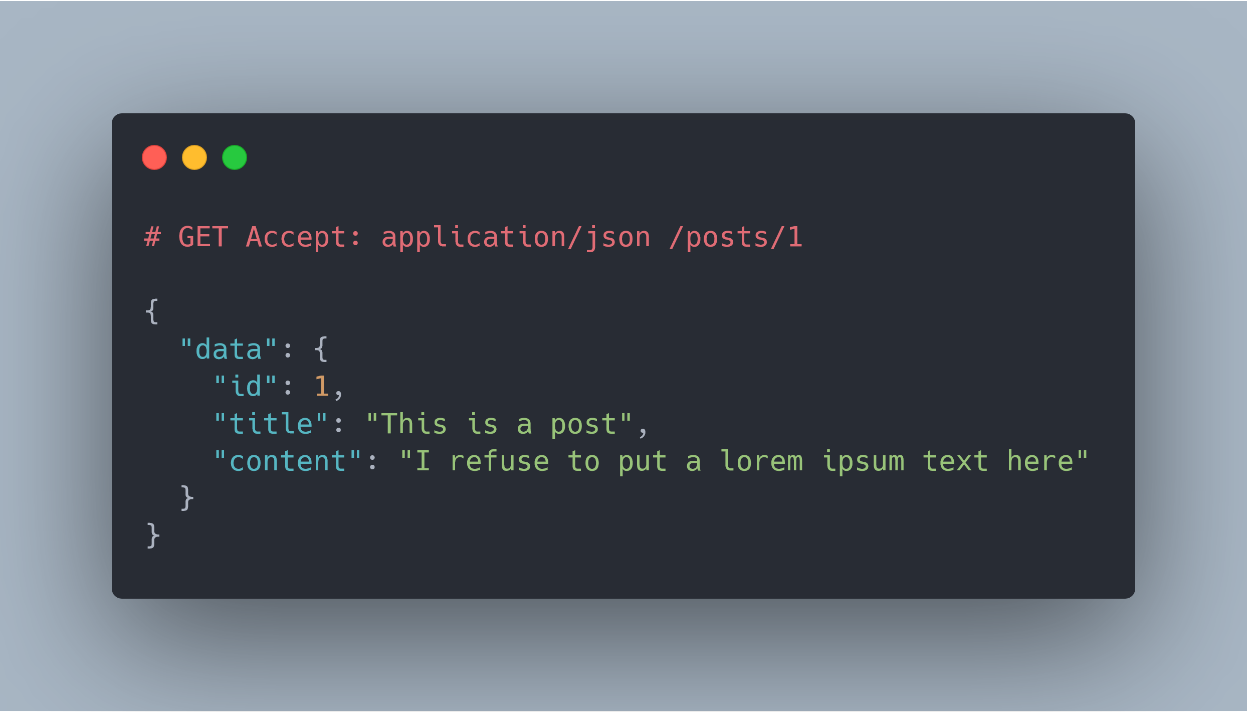 # GET Accept: application/json /posts/1
{
"data": {
"id": 1,
"title": "This is a post",
"content": "I refuse to put a lorem ipsum text here"
}
}